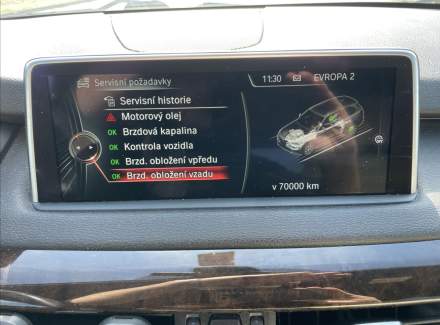 Servisní požadavky
11:30
EVROPA 2
Servisní historie
Motorový olej
OK Brzdová kapalina
OK Kontrola vozidla
OK Brzd. obložení vpředu
OK Brzd. obložení vzadu
v 70000 km